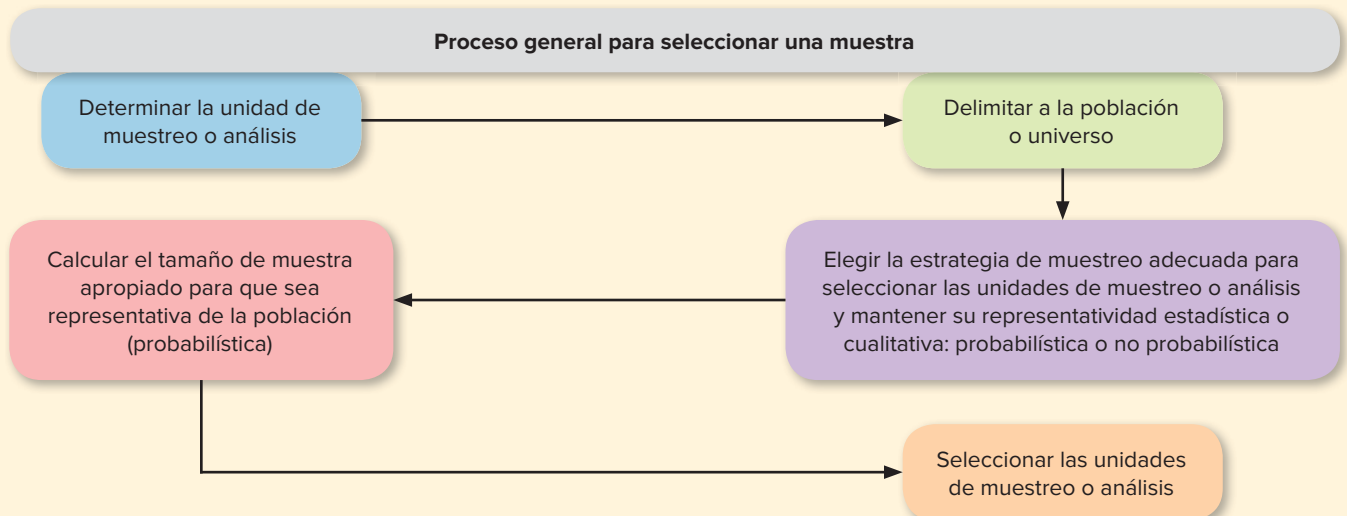 Proceso general para seleccionar una muestra
Determinar la unidad de
muestreo o análisis
Delimitar a la población
o universo
Elegir la estrategia de muestreo adecuada para
seleccionar las unidades de muestreo o análisis
y mantener su representatividad estadística o
cualitativa: probabilística o no probabilística
Calcular el tamaño de muestra
apropiado para que sea
representativa de la población
(probabilística)
Seleccionar las unidades
de muestreo o análisis